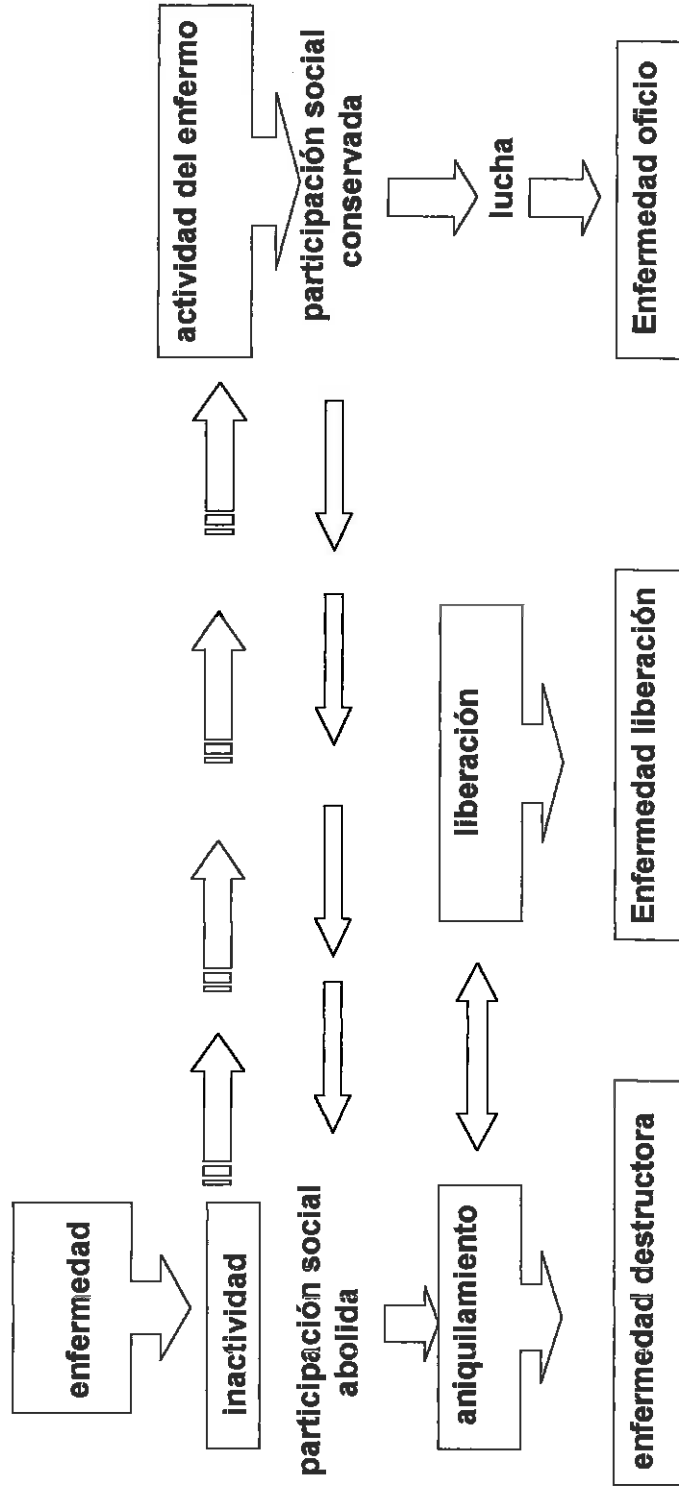 enfermedad
inactividad
actividad del enfermo
participación social
abolida
participación social
conservada
aniquilamiento
liberación
lucha
enfermedad destructora
Enfermedad liberación
Enfermedad oficio